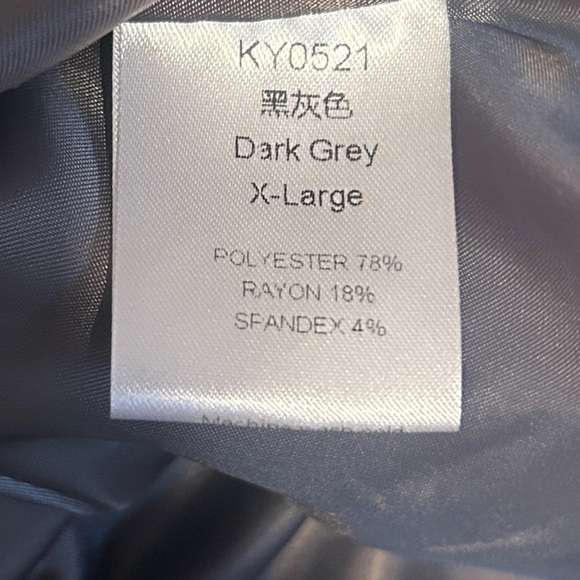 KY0521
黑灰色
Dark Grey
X-Large
POLYESTER 78%
RAYON 18%
SPANDEX 4%